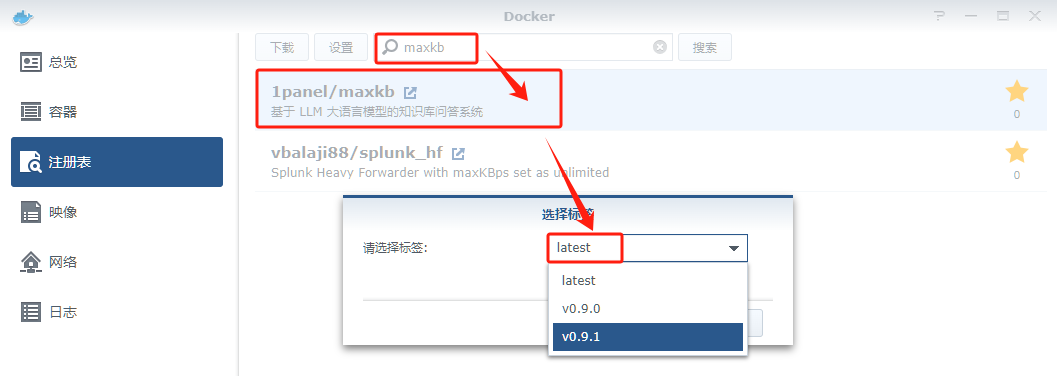 Docker
总览
容器
注册表
映像
网络
日志
下载 设置 maxkb 搜索
1panel/maxkb
基于 LLM 大语言模型的知识库问答系统
0
vbalaji88/splunk_hf
Splunk Heavy Forwarder with maxKBps set as unlimited
0
选择标签
请选择标签:
latest
latest
v0.9.0
v0.9.1